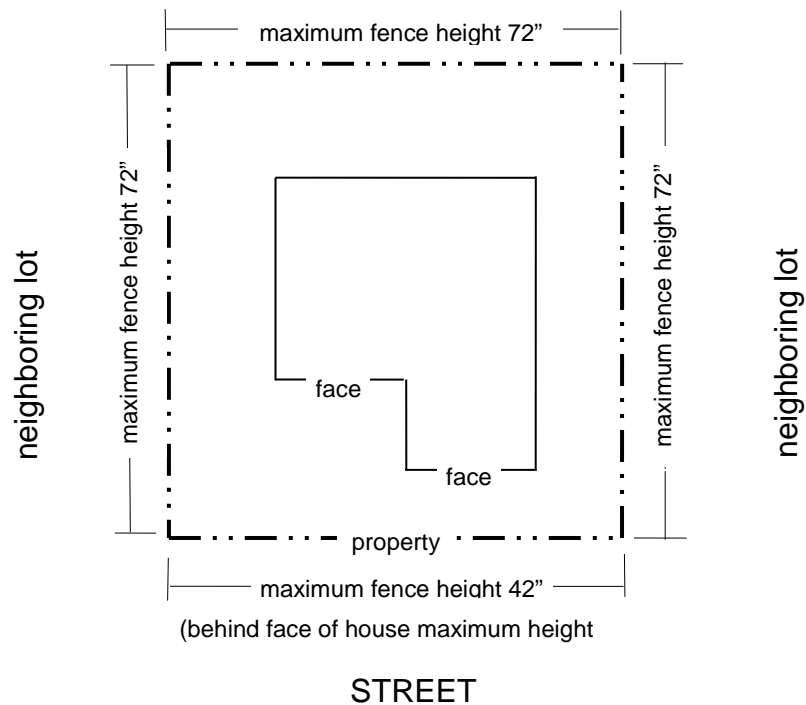 maximum fence height 72”
maximum fence height 72”
maximum fence height 72”
neighboring lot
neighboring lot
face
face
property
maximum fence height 42”
(behind face of house maximum height
STREET